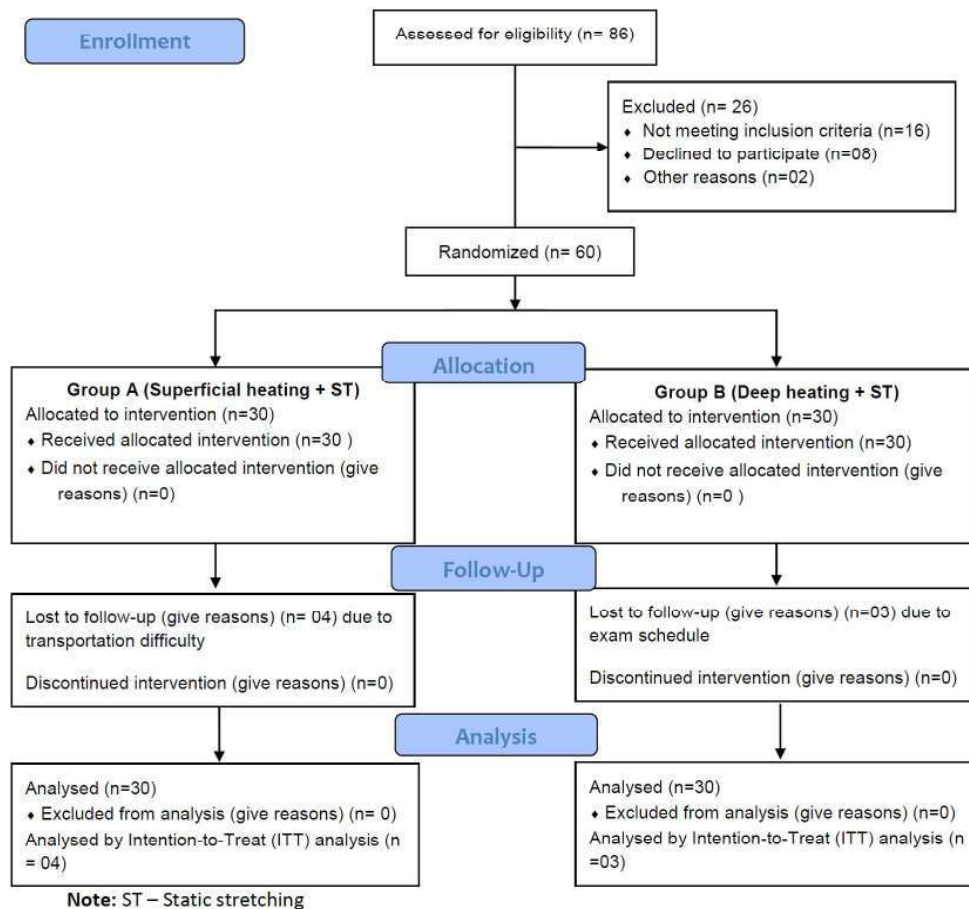 Enrollment
Assessed for eligibility (n= 86)
Excluded (n= 26)
♦ Not meeting inclusion criteria (n=16)
♦ Declined to participate (n=08)
♦ Other reasons (n=02)
Randomized (n= 60)
Allocation
Group A (Superficial heating + ST)
Allocated to intervention (n=30)
♦ Received allocated intervention (n=30 )
♦ Did not receive allocated intervention (give
reasons) (n=0)
Group B (Deep heating + ST)
Allocated to intervention (n=30)
♦ Received allocated intervention (n=30)
♦ Did not receive allocated intervention (give
reasons) (n=0 )
Follow-Up
Lost to follow-up (give reasons) (n= 04) due to
transportation difficulty
Discontinued intervention (give reasons) (n=0)
Lost to follow-up (give reasons) (n=03) due to
exam schedule
Discontinued intervention (give reasons) (n=0)
Analysis
Analysed (n=30)
♦ Excluded from analysis (give reasons) (n= 0)
Analysed by Intention-to-Treat (ITT) analysis (n
= 04)
Analysed (n=30)
♦ Excluded from analysis (give reasons) (n=0)
Analysed by Intention-to-Treat (ITT) analysis (n
=03)
Note: ST – Static stretching